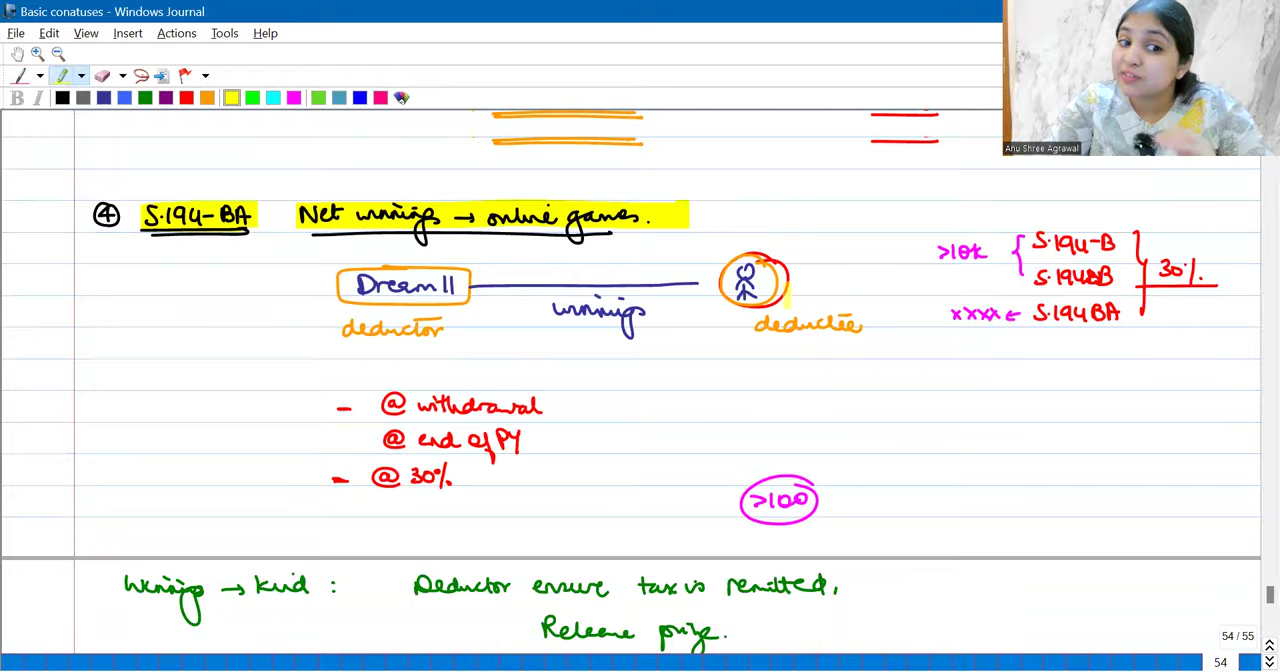 Basic conatuses - Windows Journal
File Edit View Insert Actions Tools Help
B I
Anu Shree Agrawal
④ S.194-BA Net winnings → online games.
>10k { S.194-B
S.194BB } 30%
xxxx ← S.194BA
Dream 11 winnings
deductor deductee
- @ withdrawal
@ end of PY
- @ 30%
>100
Winnings → Kind : Deductor ensure tax is remitted,
Release prize.
54 / 55
54